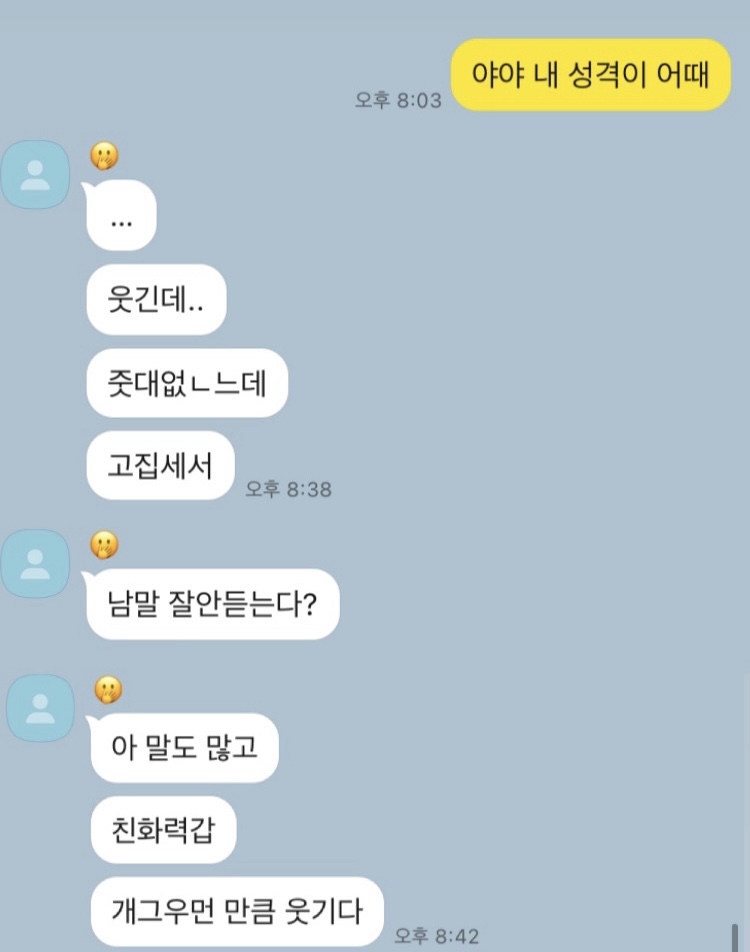 야야 내 성격이 어때
오후 8:03
...
웃긴데..
줏대없ㄴ느데
고집세서
오후 8:38
남말 잘안듣는다?
아 말도 많고
친화력갑
개그우먼 만큼 웃기다
오후 8:42